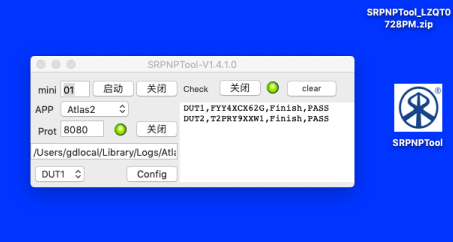 SRPNPTool_LZQT0
728PM.zip
SRPNPTool-V1.4.1.0
mini 01 启动 关闭 Check 关闭 clear
APP Atlas2
DUT1,FYY4XCX62G,Finish,PASS
DUT2,T2PRY9XXW1,Finish,PASS
Prot 8080 关闭
/Users/gdlocal/Library/Logs/Atla
DUT1 Config
®
SRPNPTool